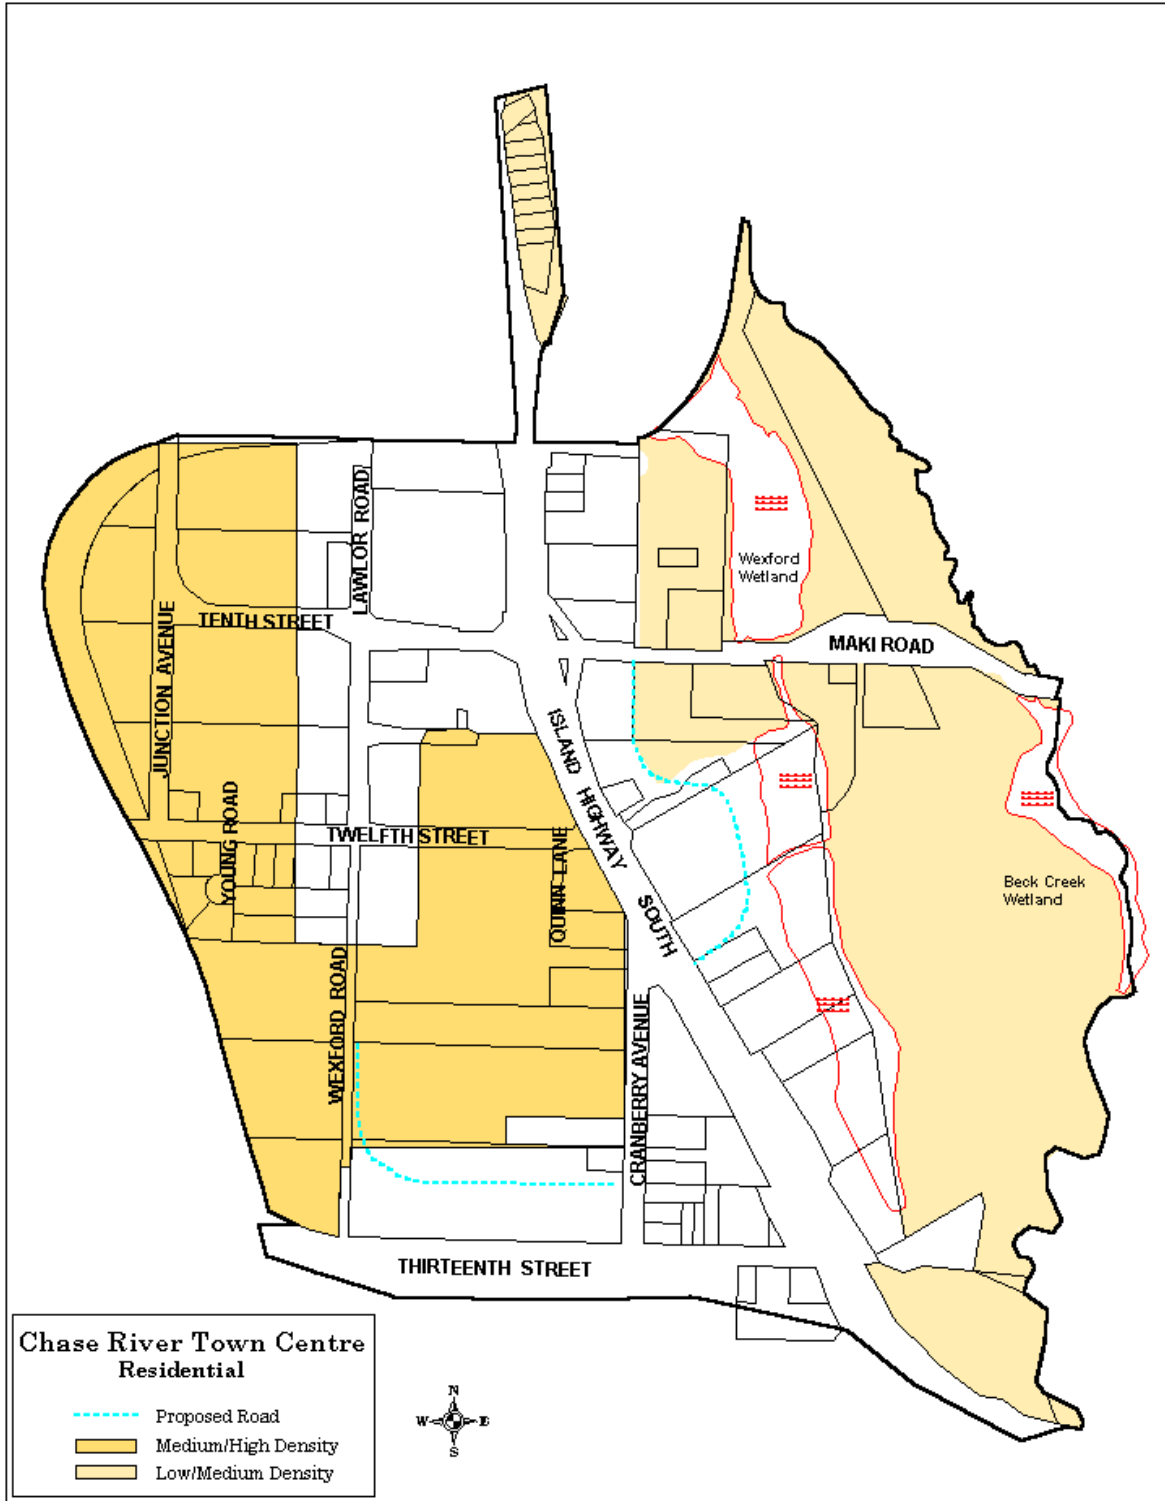 LAWLOR ROAD
Wexford
Wetland
TENTH STREET
JUNCTION AVENUE
MAKI ROAD
ISLAND HIGHWAY SOUTH
YOUNG ROAD
TWELFTH STREET
QUINN LANE
Beck Creek
Wetland
WEXFORD ROAD
CRANBERRY AVENUE
THIRTEENTH STREET
Chase River Town Centre
Residential
Proposed Road
Medium/High Density
Low/Medium Density
N
W E
S